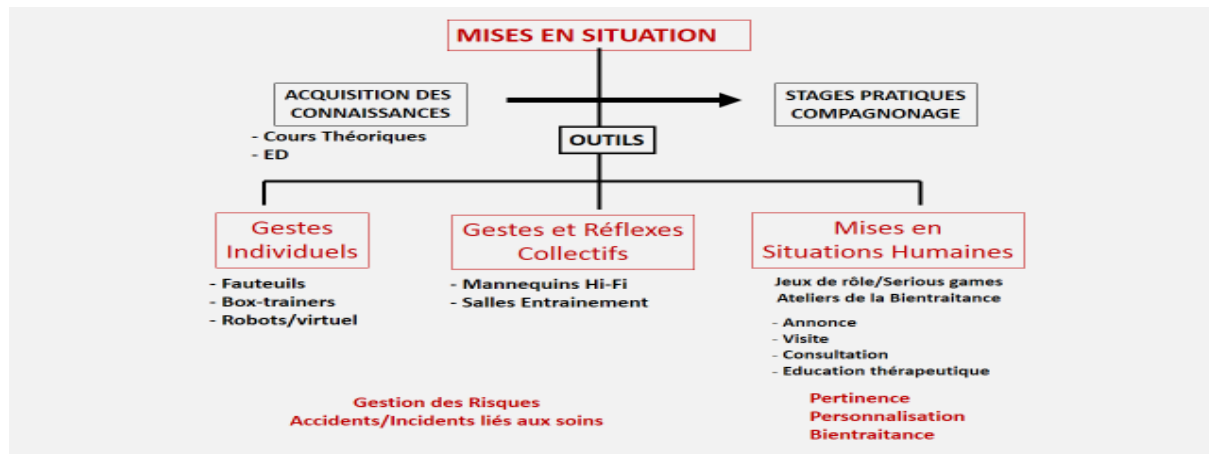 MISES EN SITUATION
ACQUISITION DES
CONNAISSANCES
- Cours Théoriques
- ED
STAGES PRATIQUES
COMPAGNONAGE
OUTILS
Gestes
Individuels
- Fauteuils
- Box-trainers
- Robots/virtuel
Gestes et Réflexes
Collectifs
- Mannequins Hi-Fi
- Salles Entrainement
Mises en
Situations Humaines
Jeux de rôle/Serious games
Ateliers de la Bientraitance
- Annonce
- Visite
- Consultation
- Education thérapeutique
Gestion des Risques
Accidents/Incidents liés aux soins
Pertinence
Personnalisation
Bientraitance